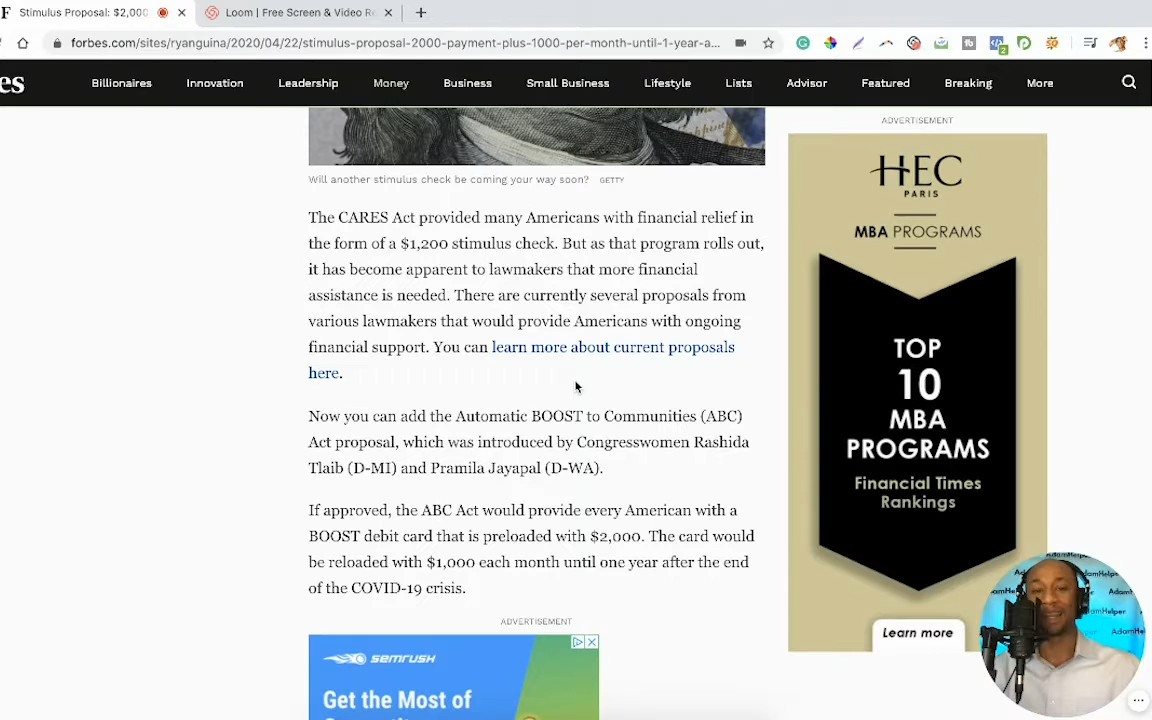 Stimulus Proposal: $2,000
Loom | Free Screen & Video Re
forbes.com/sites/ryanguina/2020/04/22/stimulus-proposal-2000-payment-plus-1000-per-month-until-1-year-a...
2
es
Billionaires
Innovation
Leadership
Money
Business
Small Business
Lifestyle
Lists
Advisor
Featured
Breaking
More
Will another stimulus check be coming your way soon? GETTY
The CARES Act provided many Americans with financial relief in
the form of a $1,200 stimulus check. But as that program rolls out,
it has become apparent to lawmakers that more financial
assistance is needed. There are currently several proposals from
various lawmakers that would provide Americans with ongoing
financial support. You can learn more about current proposals
here.
Now you can add the Automatic BOOST to Communities (ABC)
Act proposal, which was introduced by Congresswomen Rashida
Tlaib (D-MI) and Pramila Jayapal (D-WA).
If approved, the ABC Act would provide every American with a
BOOST debit card that is preloaded with $2,000. The card would
be reloaded with $1,000 each month until one year after the end
of the COVID-19 crisis.
ADVERTISEMENT
SEMRUSH
Get the Most of
ADVERTISEMENT
HEC
PARIS
MBA PROGRAMS
TOP
10
MBA
PROGRAMS
Financial Times
Rankings
Learn more
AdamHelper